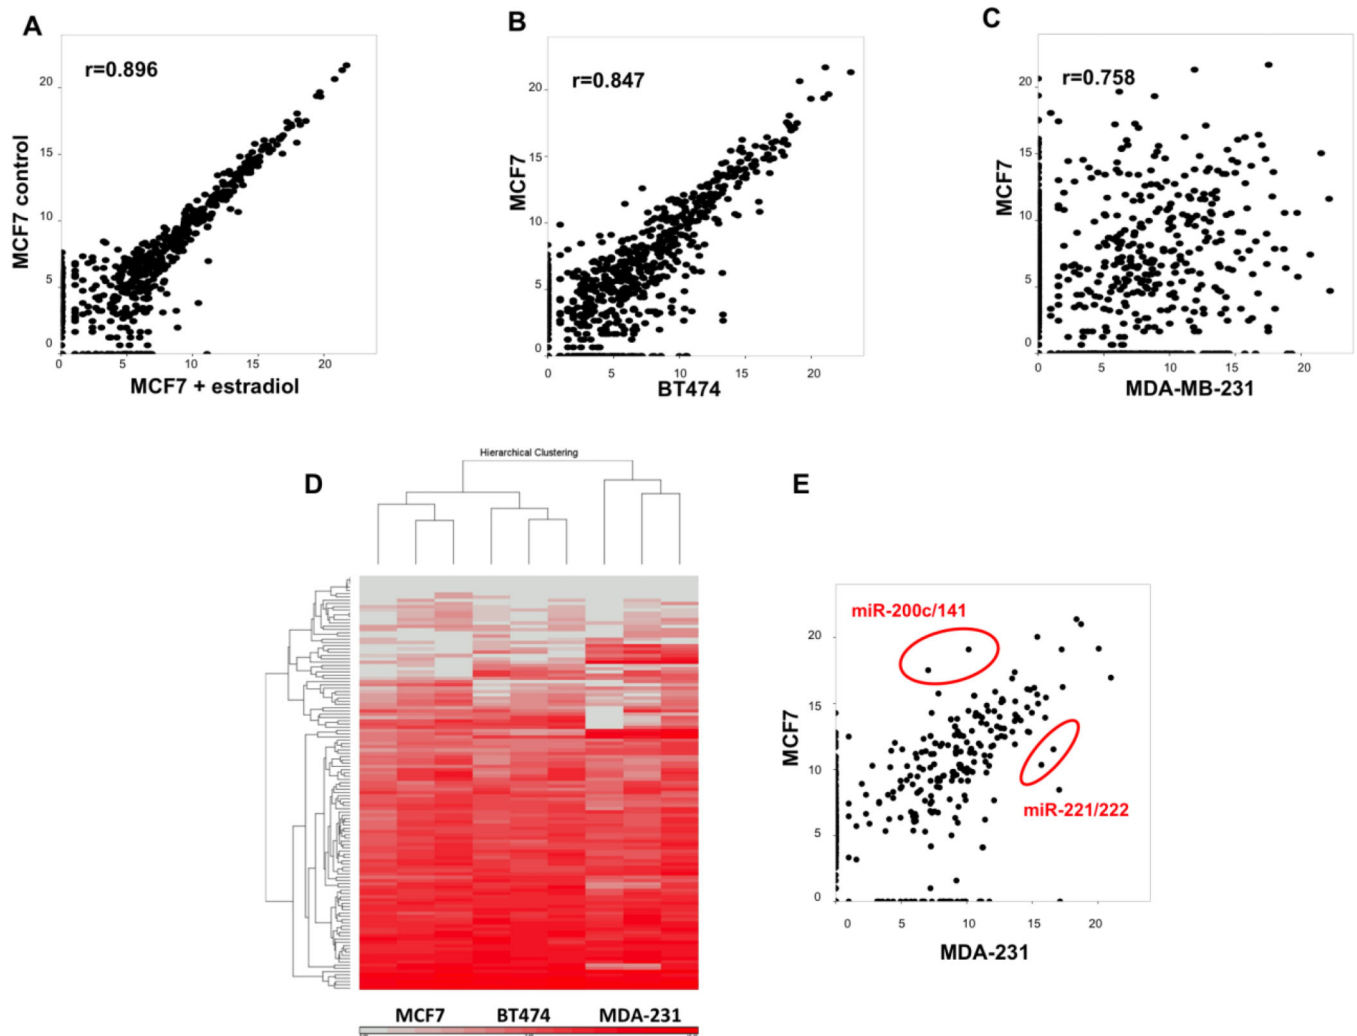 A
r=0.896
MCF7 control
20
15
10
5
0
0 5 10 15 20
MCF7 + estradiol
B
r=0.847
MCF7
20
15
10
5
0
0 5 10 15 20
BT474
C
r=0.758
MCF7
20
15
10
5
0
0 5 10 15 20
MDA-MB-231
D
Hierarchical Clustering
MCF7 BT474 MDA-231
E
miR-200c/141
miR-221/222
MCF7
20
15
10
5
0
0 5 10 15 20
MDA-231